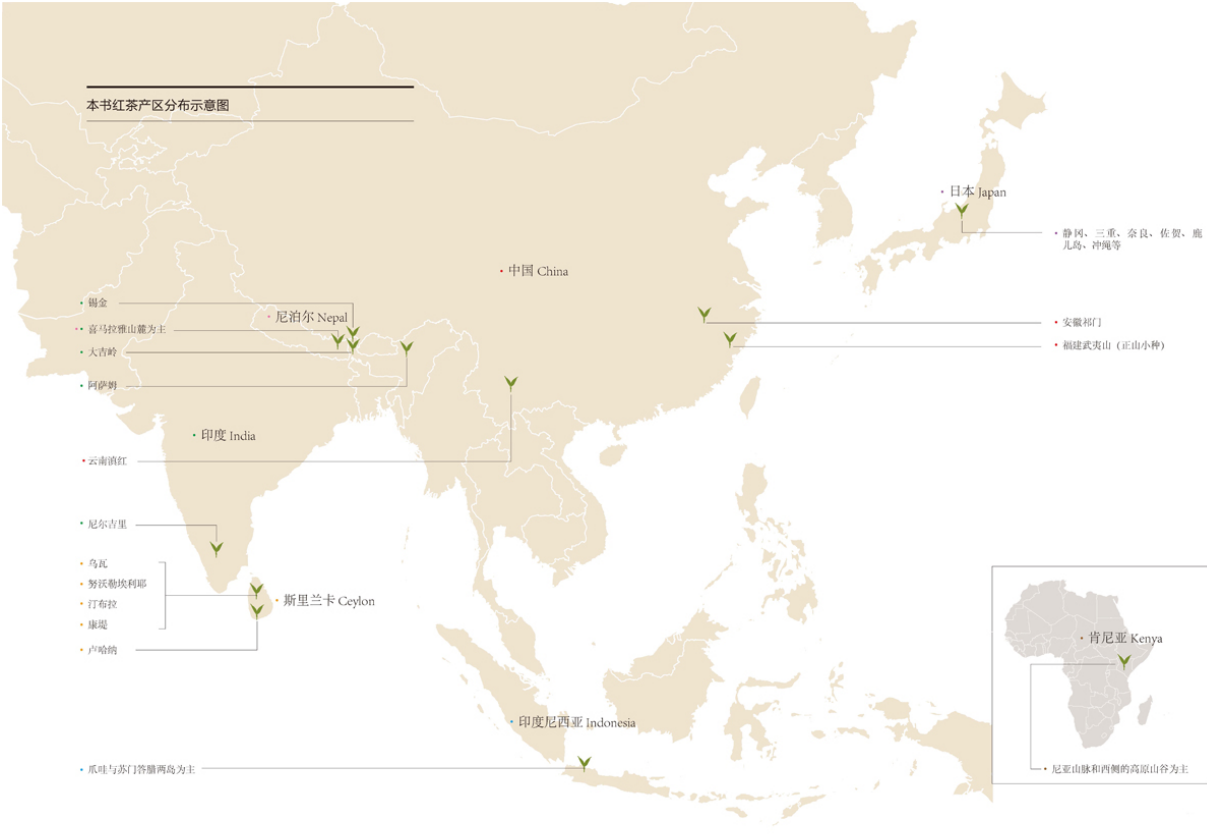 本书红茶产区分布示意图
日本 Japan
静冈、三重、奈良、佐贺、鹿
儿岛、冲绳等
中国 China
锡金
尼泊尔 Nepal
喜马拉雅山麓为主
安徽祁门
大吉岭
福建武夷山（正山小种）
阿萨姆
印度 India
云南滇红
尼尔吉里
乌瓦
努沃勒埃利耶
汀布拉
康堤
斯里兰卡 Ceylon
卢哈纳
肯尼亚 Kenya
印度尼西亚 Indonesia
爪哇与苏门答腊两岛为主
尼亚山脉和西侧的高原山谷为主